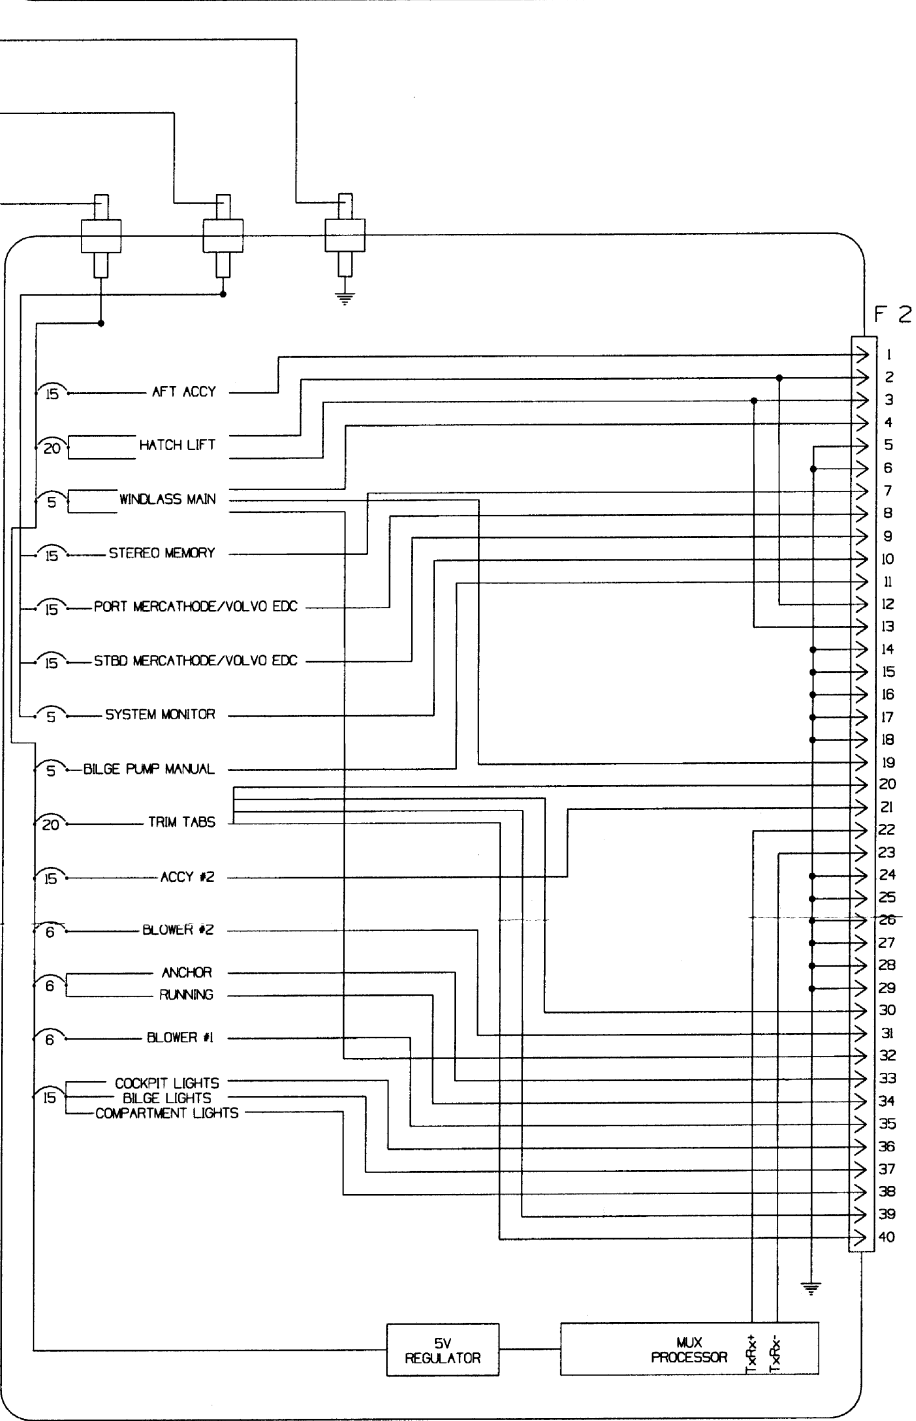 F 2
1
2
15 AFT ACCY
3
4
20 HATCH LIFT
5
6
7
5 WINDLASS MAIN
8
9
15 STEREO MEMORY
10
11
12
15 PORT MERCATHODE/VOLVO EDC
13
14
15 STBD MERCATHODE/VOLVO EDC
15
16
5 SYSTEM MONITOR
17
18
19
5 BILGE PUMP MANUAL
20
21
20 TRIM TABS
22
23
15 ACCY #2
24
25
26
6 BLOWER #2
27
28
ANCHOR
6
29
RUNNING
30
31
6 BLOWER #1
32
33
COCKPIT LIGHTS
15 BILGE LIGHTS
34
COMPARTMENT LIGHTS
35
36
37
38
39
40
5V
REGULATOR
MUX
PROCESSOR
TxRx+
TxRx-